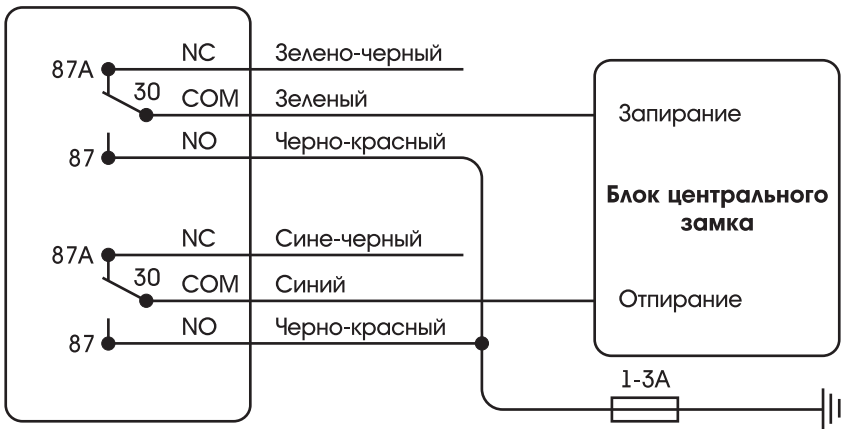 87A NC Зелено-черный
30 COM Зеленый
87 NO Черно-красный
87A NC Сине-черный
30 COM Синий
87 NO Черно-красный
Запирание
Блок центрального
замка
Отпирание
1-3A